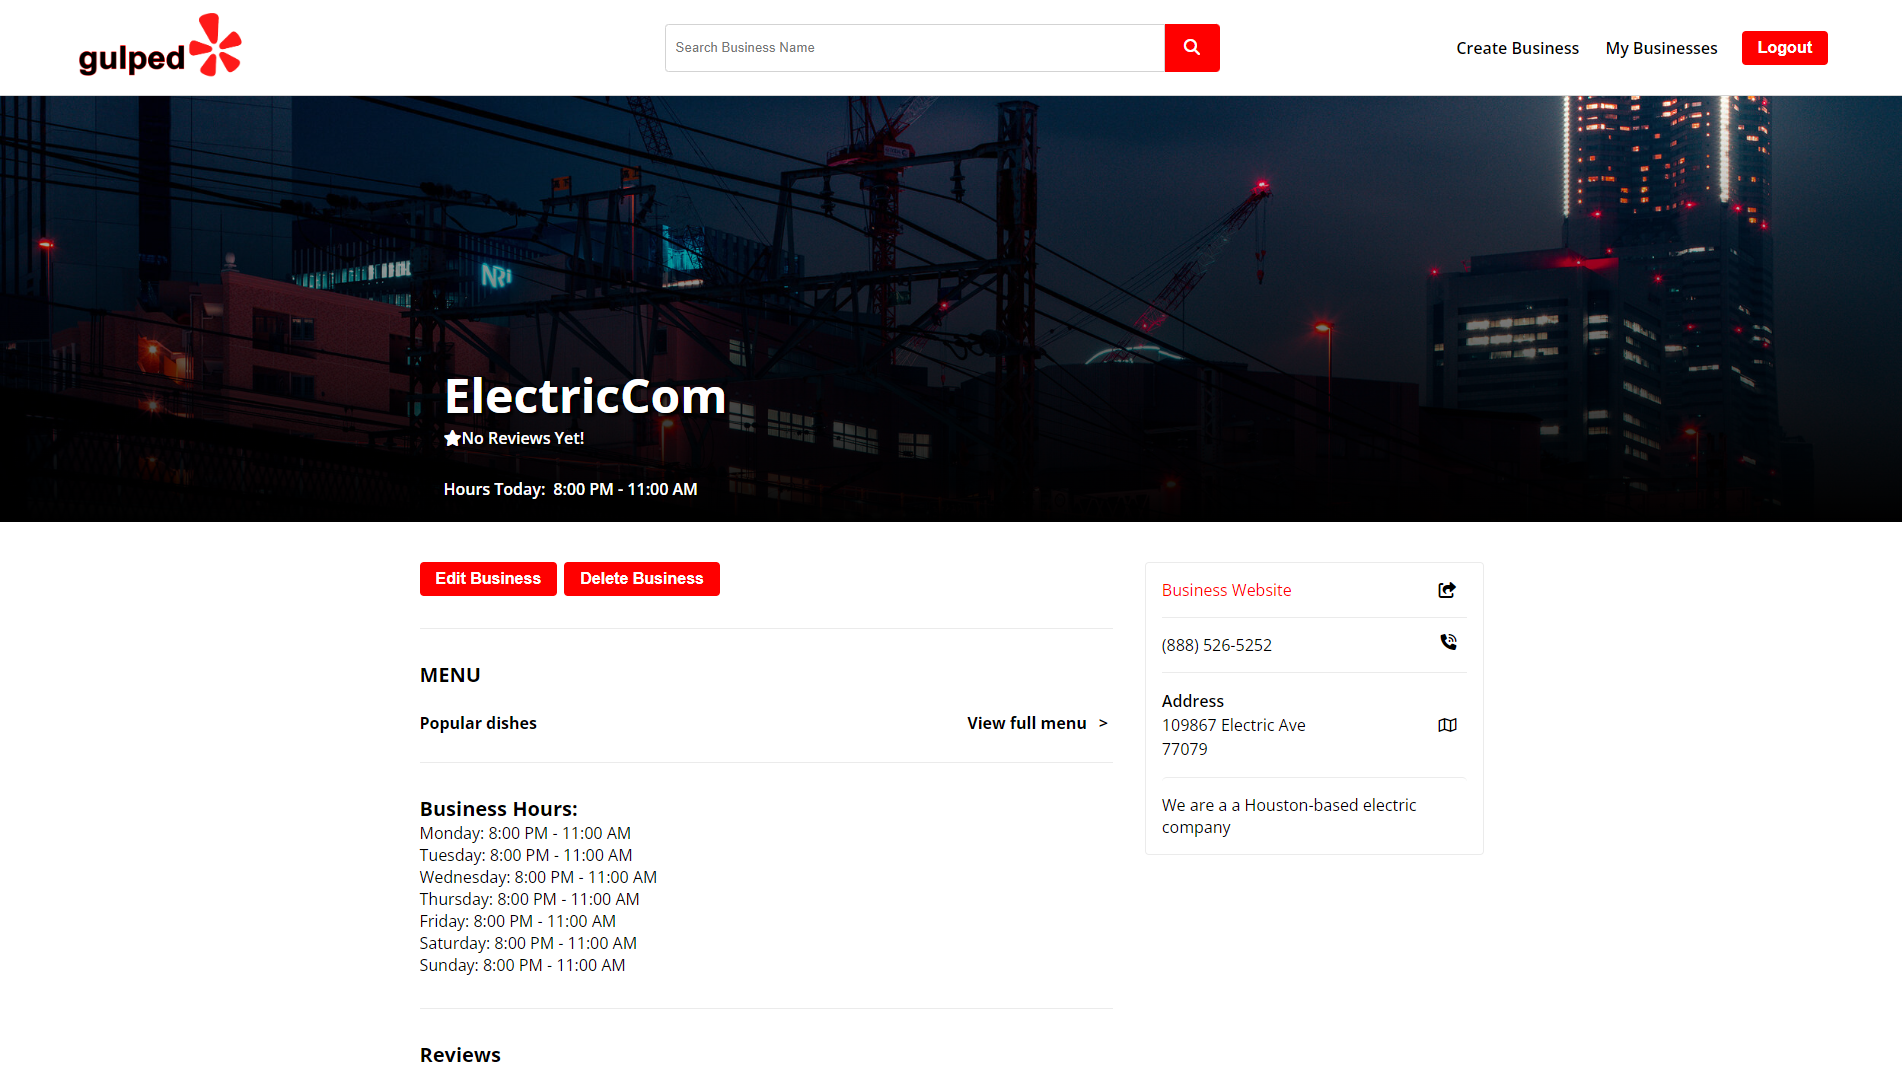 gulped
Search Business Name
Create Business
My Businesses
Logout
NRi
ElectricCom
No Reviews Yet!
Hours Today: 8:00 PM - 11:00 AM
Edit Business
Delete Business
MENU
Popular dishes
View full menu >
Business Hours:
Monday: 8:00 PM - 11:00 AM
Tuesday: 8:00 PM - 11:00 AM
Wednesday: 8:00 PM - 11:00 AM
Thursday: 8:00 PM - 11:00 AM
Friday: 8:00 PM - 11:00 AM
Saturday: 8:00 PM - 11:00 AM
Sunday: 8:00 PM - 11:00 AM
Reviews
Business Website
(888) 526-5252
Address
109867 Electric Ave
77079
We are a a Houston-based electric
company